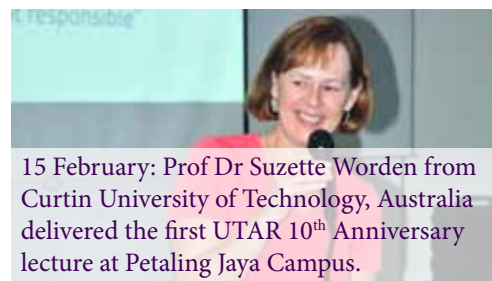 t responsible"
15 February: Prof Dr Suzette Worden from
Curtin University of Technology, Australia
delivered the first UTAR 10th Anniversary
lecture at Petaling Jaya Campus.